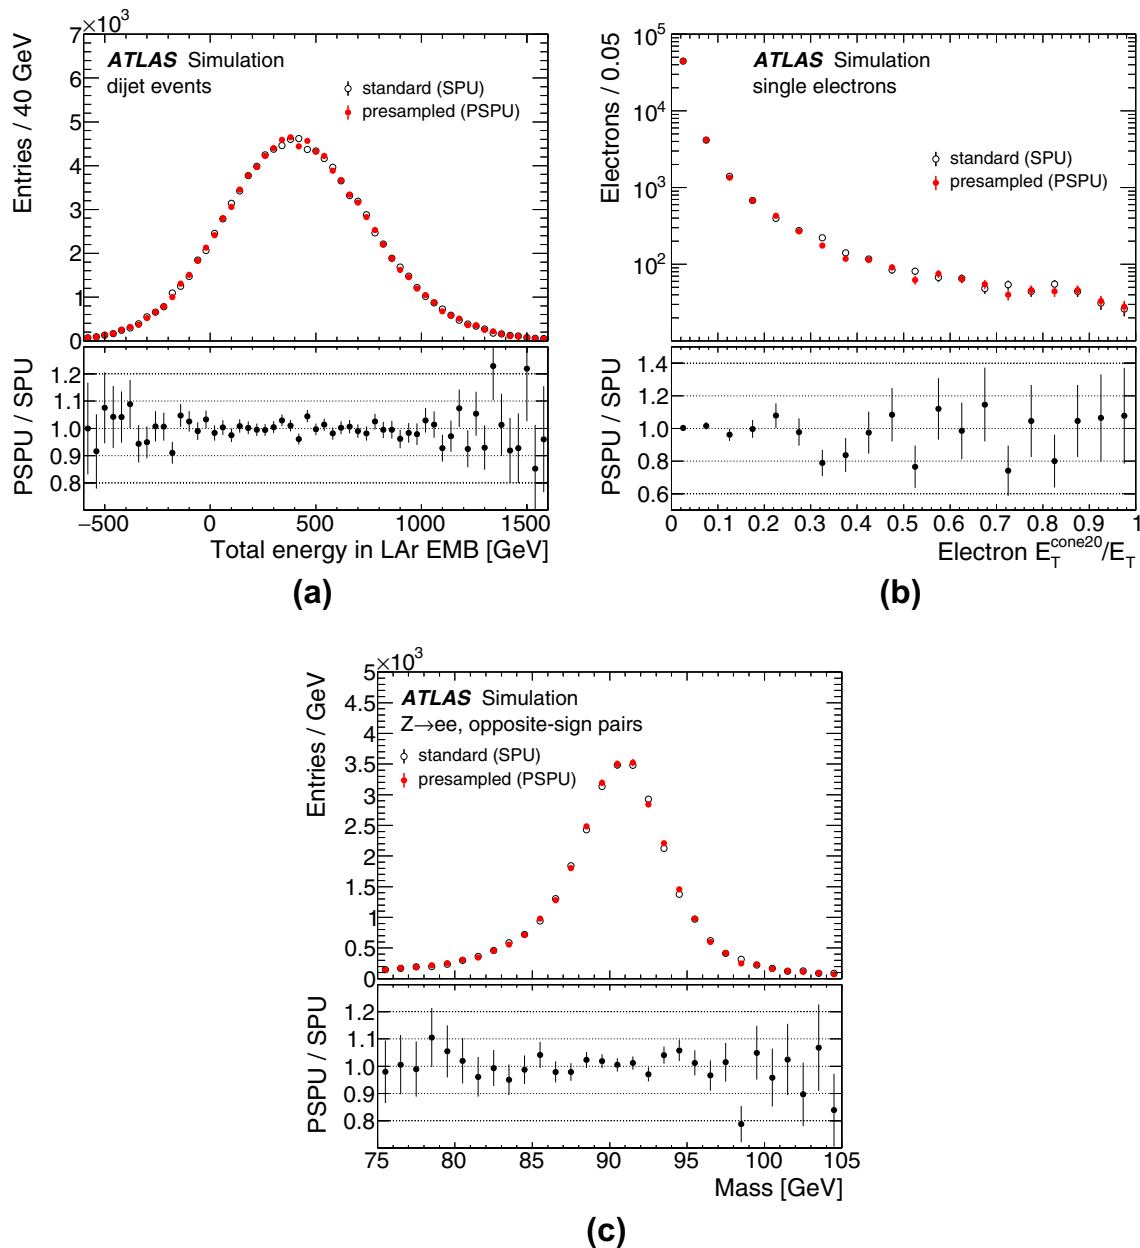 ×10³
7
6
5
4
3
2
1
0
Entries / 40 GeV
ATLAS Simulation
dijet events
standard (SPU)
presampled (PSPU)
1.2
1.1
1.0
0.9
0.8
PSPU / SPU
−500 0 500 1000 1500
Total energy in LAr EMB [GeV]
(a)
10⁵
10⁴
10³
10²
Electrons / 0.05
ATLAS Simulation
single electrons
standard (SPU)
presampled (PSPU)
1.4
1.2
1.0
0.8
0.6
PSPU / SPU
0 0.1 0.2 0.3 0.4 0.5 0.6 0.7 0.8 0.9 1
Electron E_T^cone20/E_T
(b)
×10³
5
4.5
4
3.5
3
2.5
2
1.5
1
0.5
0
Entries / GeV
ATLAS Simulation
Z→ee, opposite-sign pairs
standard (SPU)
presampled (PSPU)
1.2
1.1
1.0
0.9
0.8
PSPU / SPU
75 80 85 90 95 100 105
Mass [GeV]
(c)